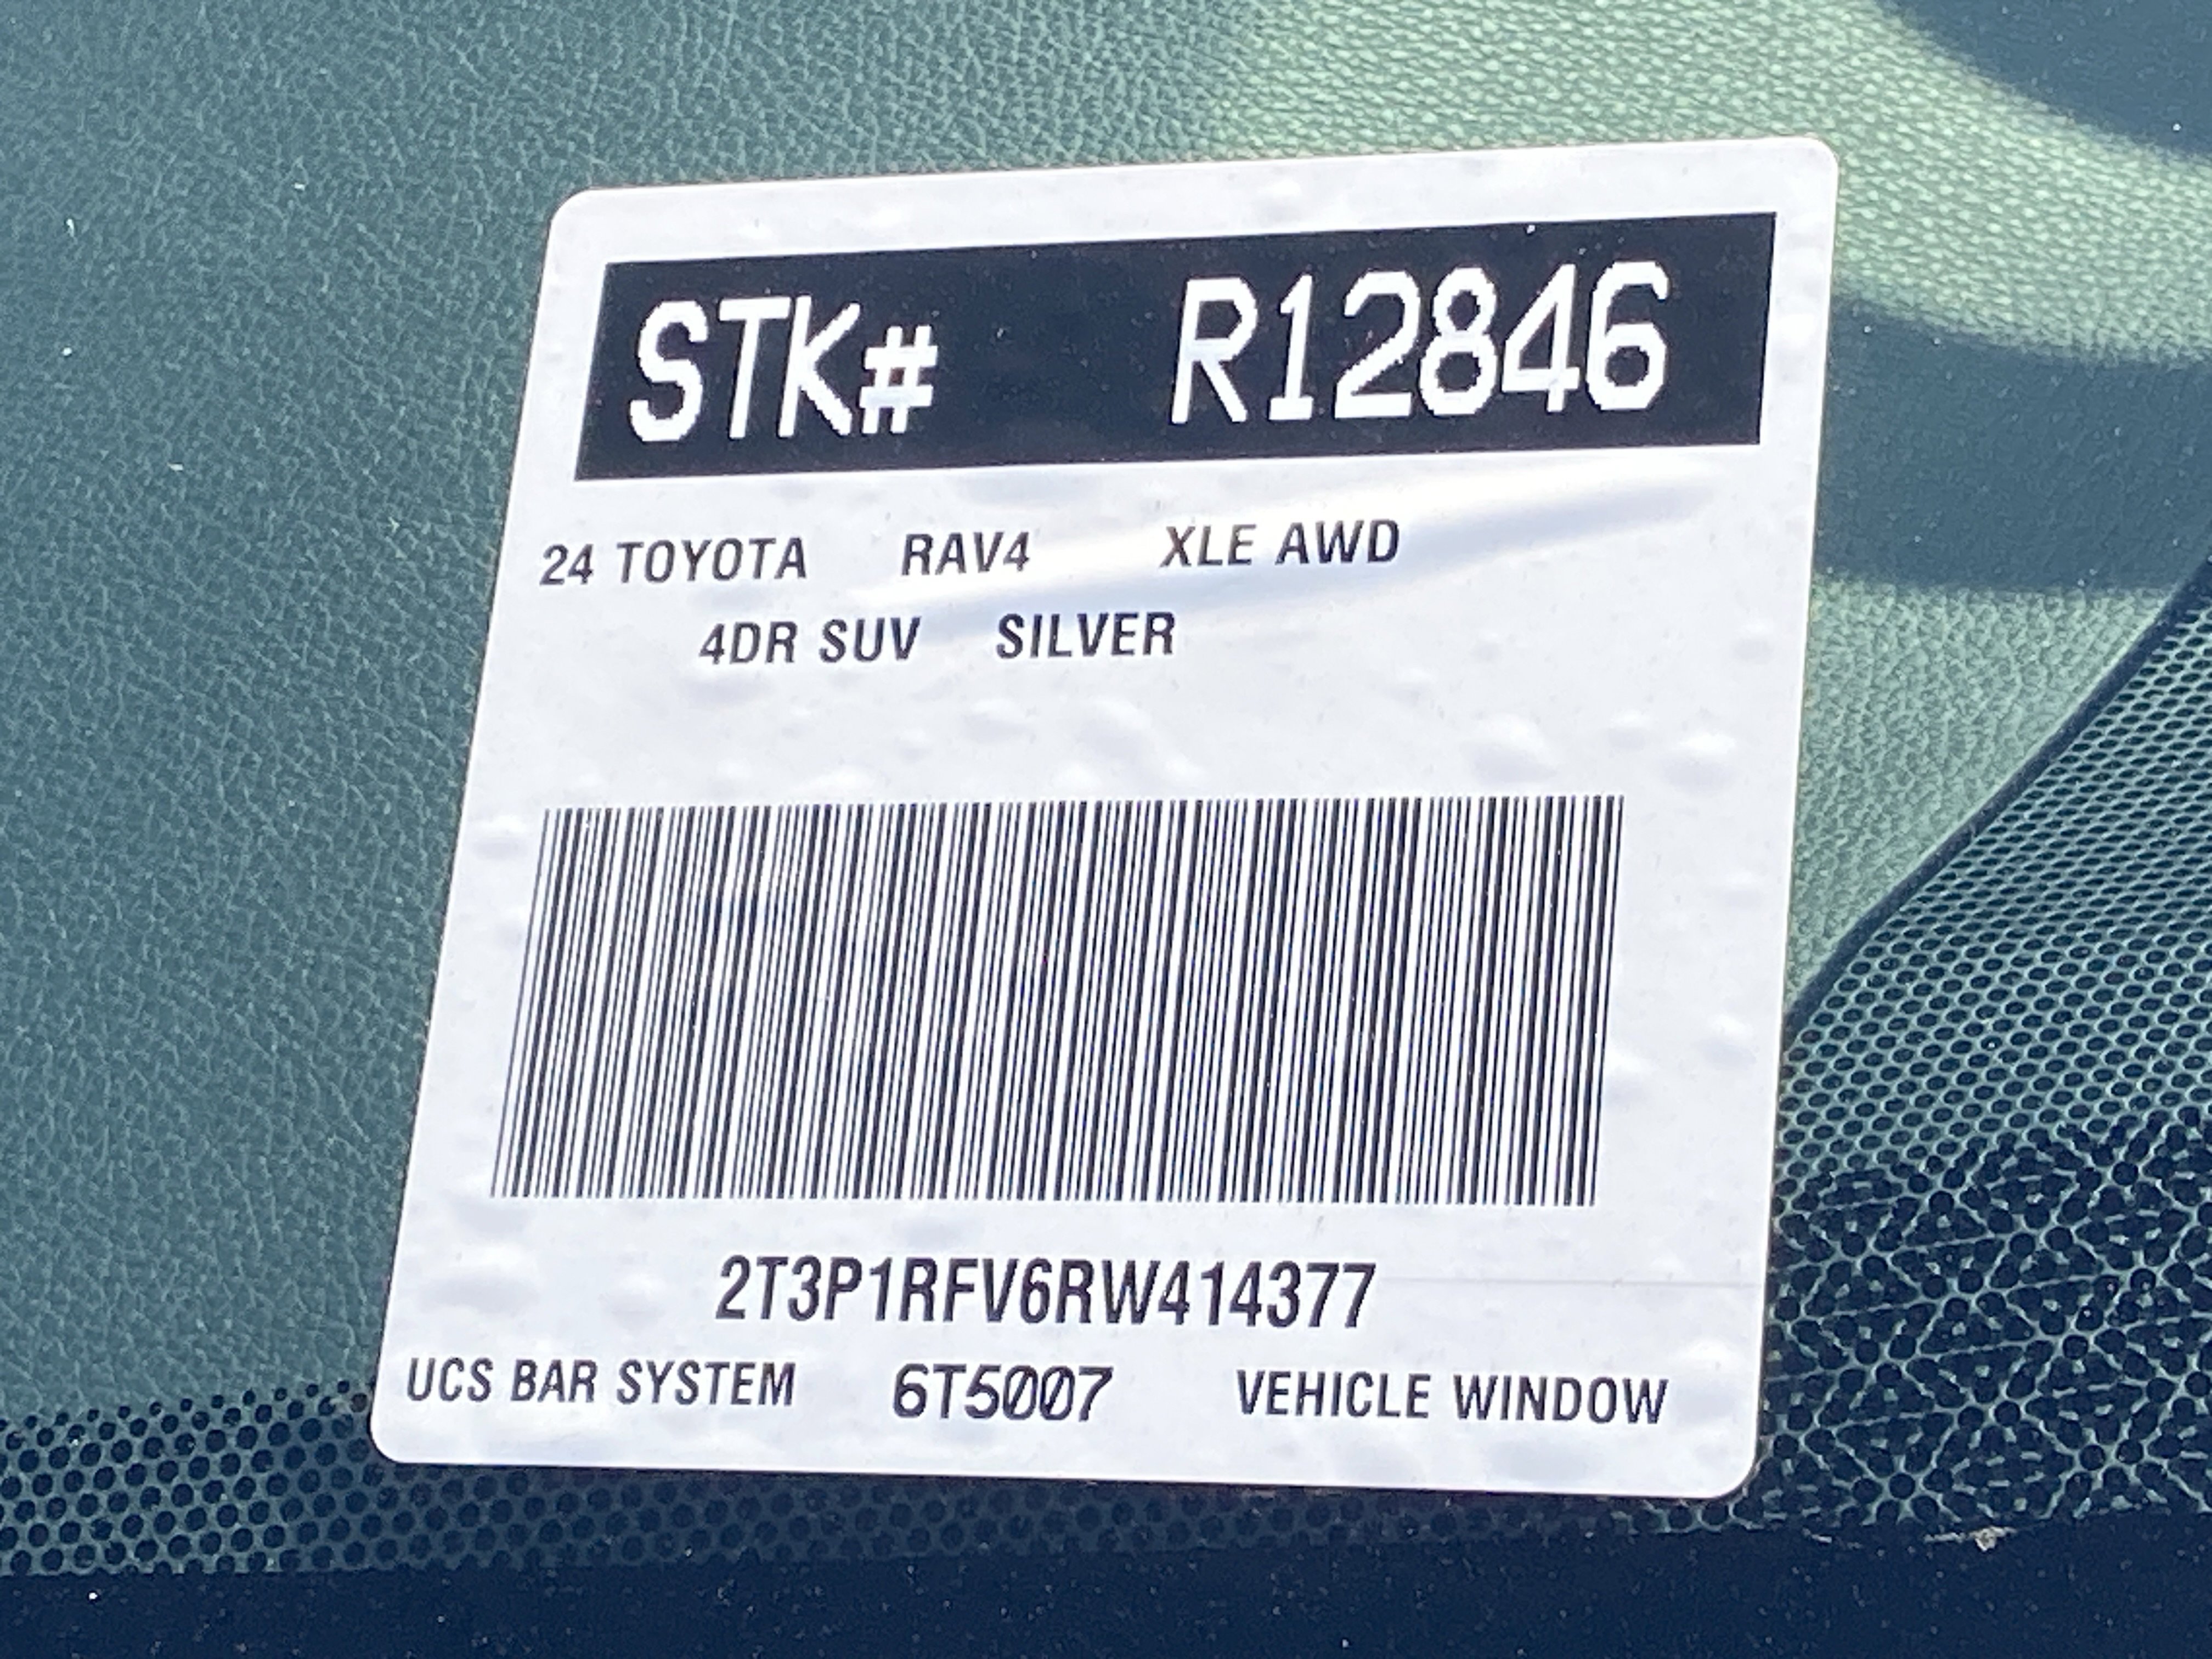 STK# R12846
24 TOYOTA RAV4 XLE AWD
4DR SUV SILVER
2T3P1RFV6RW414377
UCS BAR SYSTEM 6T5007 VEHICLE WINDOW